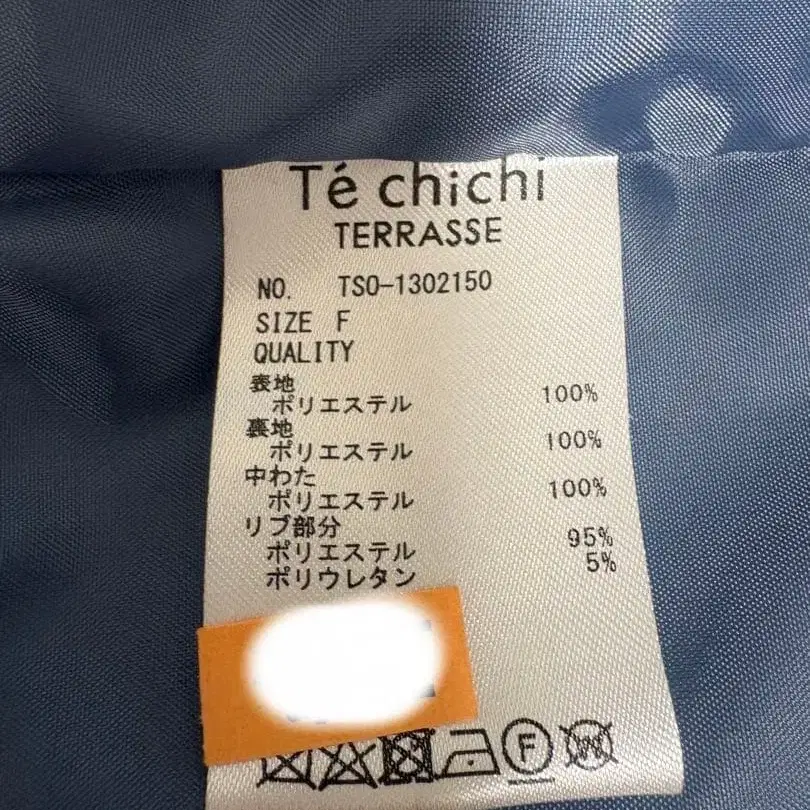 Té chichi
TERRASSE
NO. TSO-1302150
SIZE F
QUALITY
表地
ポリエステル 100%
裏地
ポリエステル 100%
中わた
ポリエステル 100%
リブ部分
ポリエステル 95%
ポリウレタン 5%
F
W